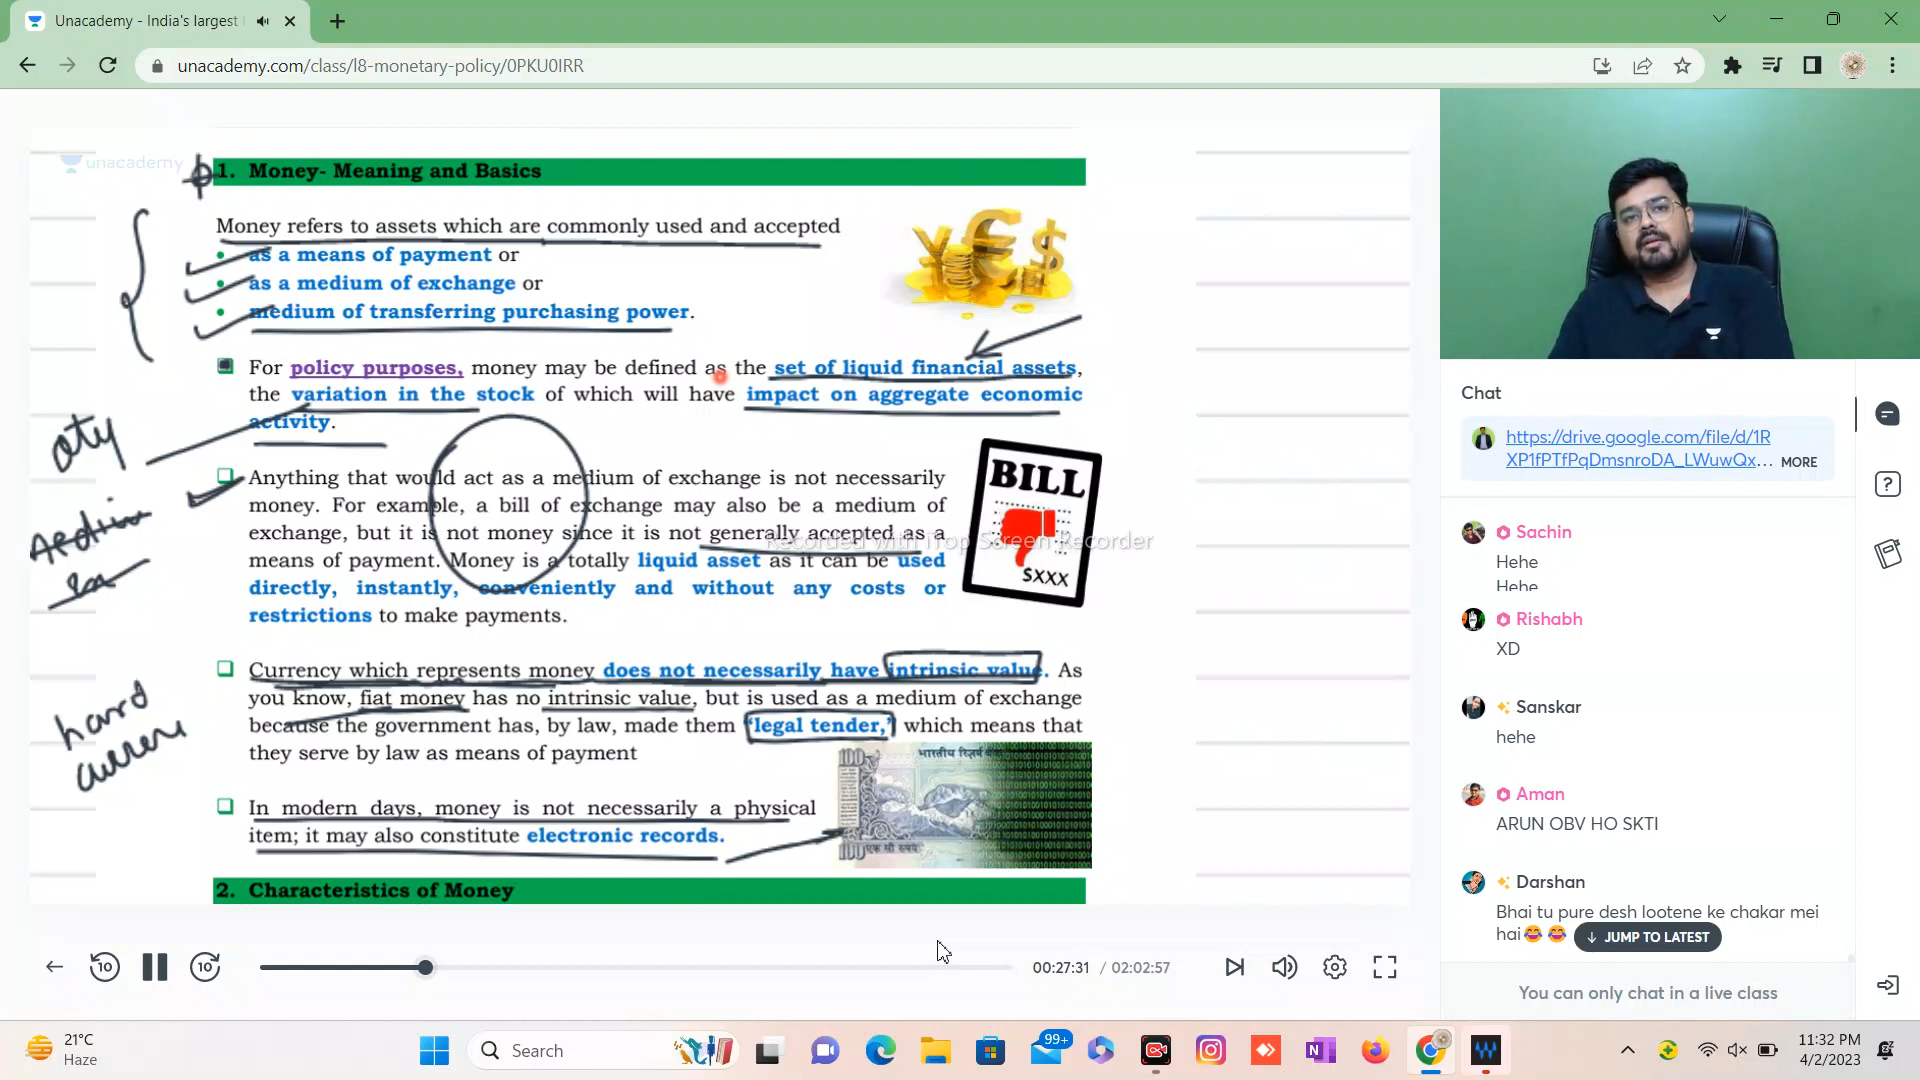 Unacademy - India's largest
unacademy.com/class/l8-monetary-policy/0PKU0IRR
unacademy
1. Money- Meaning and Basics
Money refers to assets which are commonly used and accepted
• as a means of payment or
• as a medium of exchange or
• medium of transferring purchasing power.
For policy purposes, money may be defined as the set of liquid financial assets,
the variation in the stock of which will have impact on aggregate economic
activity.
qty
Anything that would act as a medium of exchange is not necessarily
money. For example, a bill of exchange may also be a medium of
exchange, but it is not money since it is not generally accepted as a
means of payment. Money is a totally liquid asset as it can be used
directly, instantly, conveniently and without any costs or
restrictions to make payments.
BILL
$XXX
Recorded with iTop Screen Recorder
Currency which represents money does not necessarily have intrinsic value. As
you know, fiat money has no intrinsic value, but is used as a medium of exchange
because the government has, by law, made them "legal tender," which means that
they serve by law as means of payment
hard
In modern days, money is not necessarily a physical
item; it may also constitute electronic records.
100
भारतीय रिज़र्व
100 एक सौ रुपये
2. Characteristics of Money
10
10
00:27:31 / 02:02:57
Chat
https://drive.google.com/file/d/1R
XP1fPTfPqDmsnroDA_LWuwQx... MORE
Sachin
Hehe
Hehe
Rishabh
XD
Sanskar
hehe
Aman
ARUN OBV HO SKTI
Darshan
Bhai tu pure desh lootene ke chakar mei
hai😂 😂
JUMP TO LATEST
You can only chat in a live class
21°C
Haze
Search
99+
11:32 PM
4/2/2023